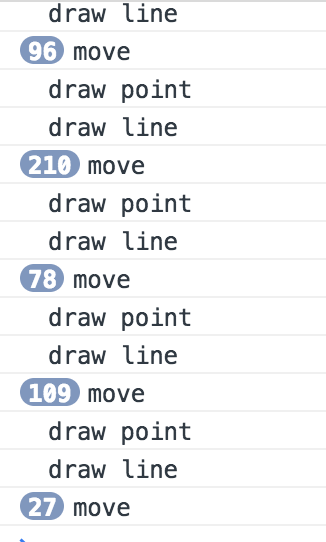 draw line
96 move
draw point
draw line
210 move
draw point
draw line
78 move
draw point
draw line
109 move
draw point
draw line
27 move